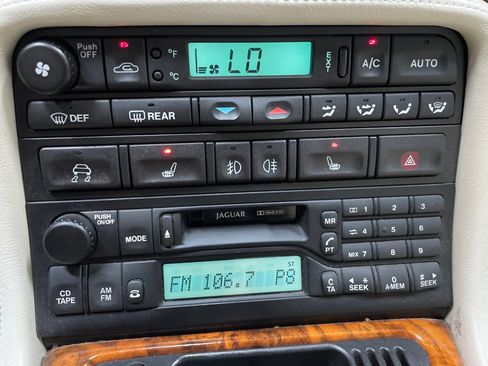 Push
OFF
°F
°C
LO
EXT
A/C
AUTO
DEF
REAR
PUSH
ON/OFF
MODE
JAGUAR
MR
1 2 3
PT
4 5 6
MIX 7 8 9
ST
FM 106.7 P8
CD
TAPE
AM
FM
C
TA
SEEK
0
A·MEM
SEEK